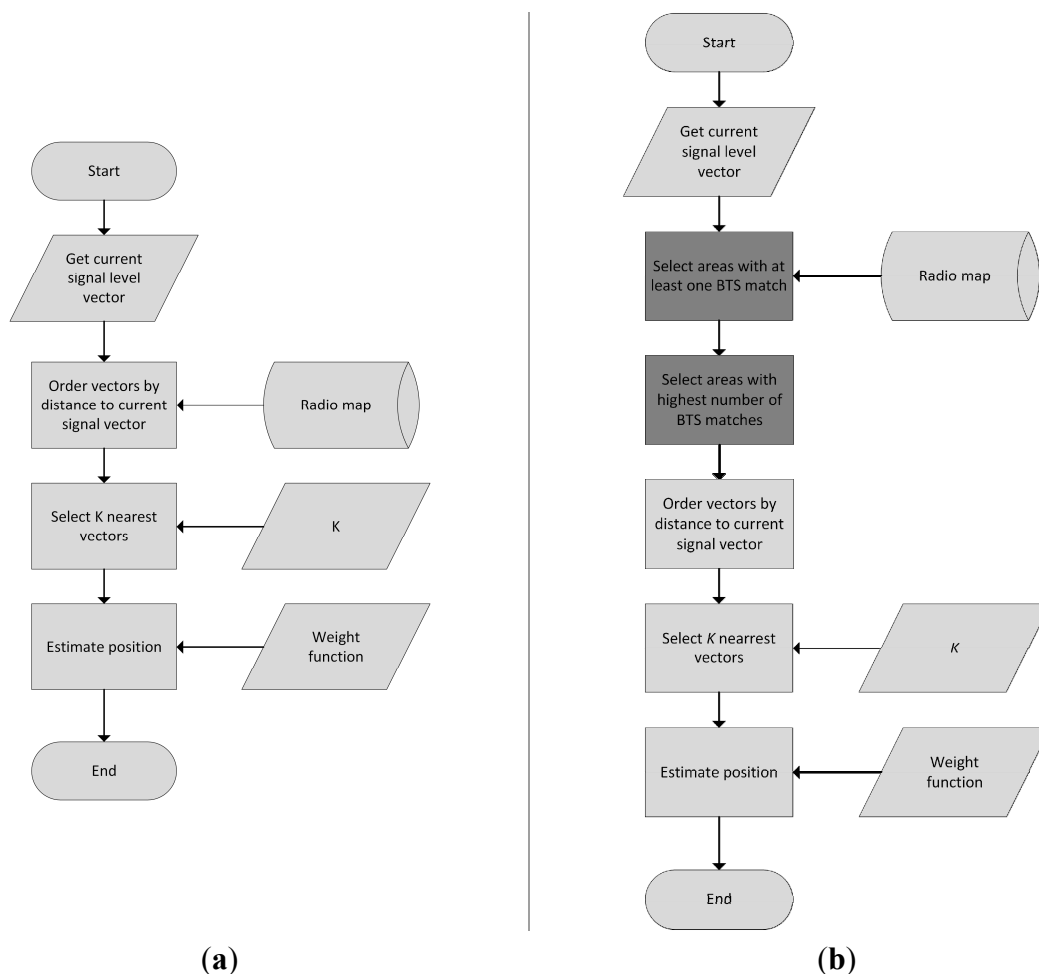 Start
Get current
signal level
vector
Order vectors by
distance to current
signal vector
Radio map
Select K nearest
vectors
K
Estimate position
Weight
function
End
(a)
Start
Get current
signal level
vector
Select areas with at
least one BTS match
Radio map
Select areas with
highest number of
BTS matches
Order vectors by
distance to current
signal vector
Select K nearrest
vectors
K
Estimate position
Weight
function
End
(b)